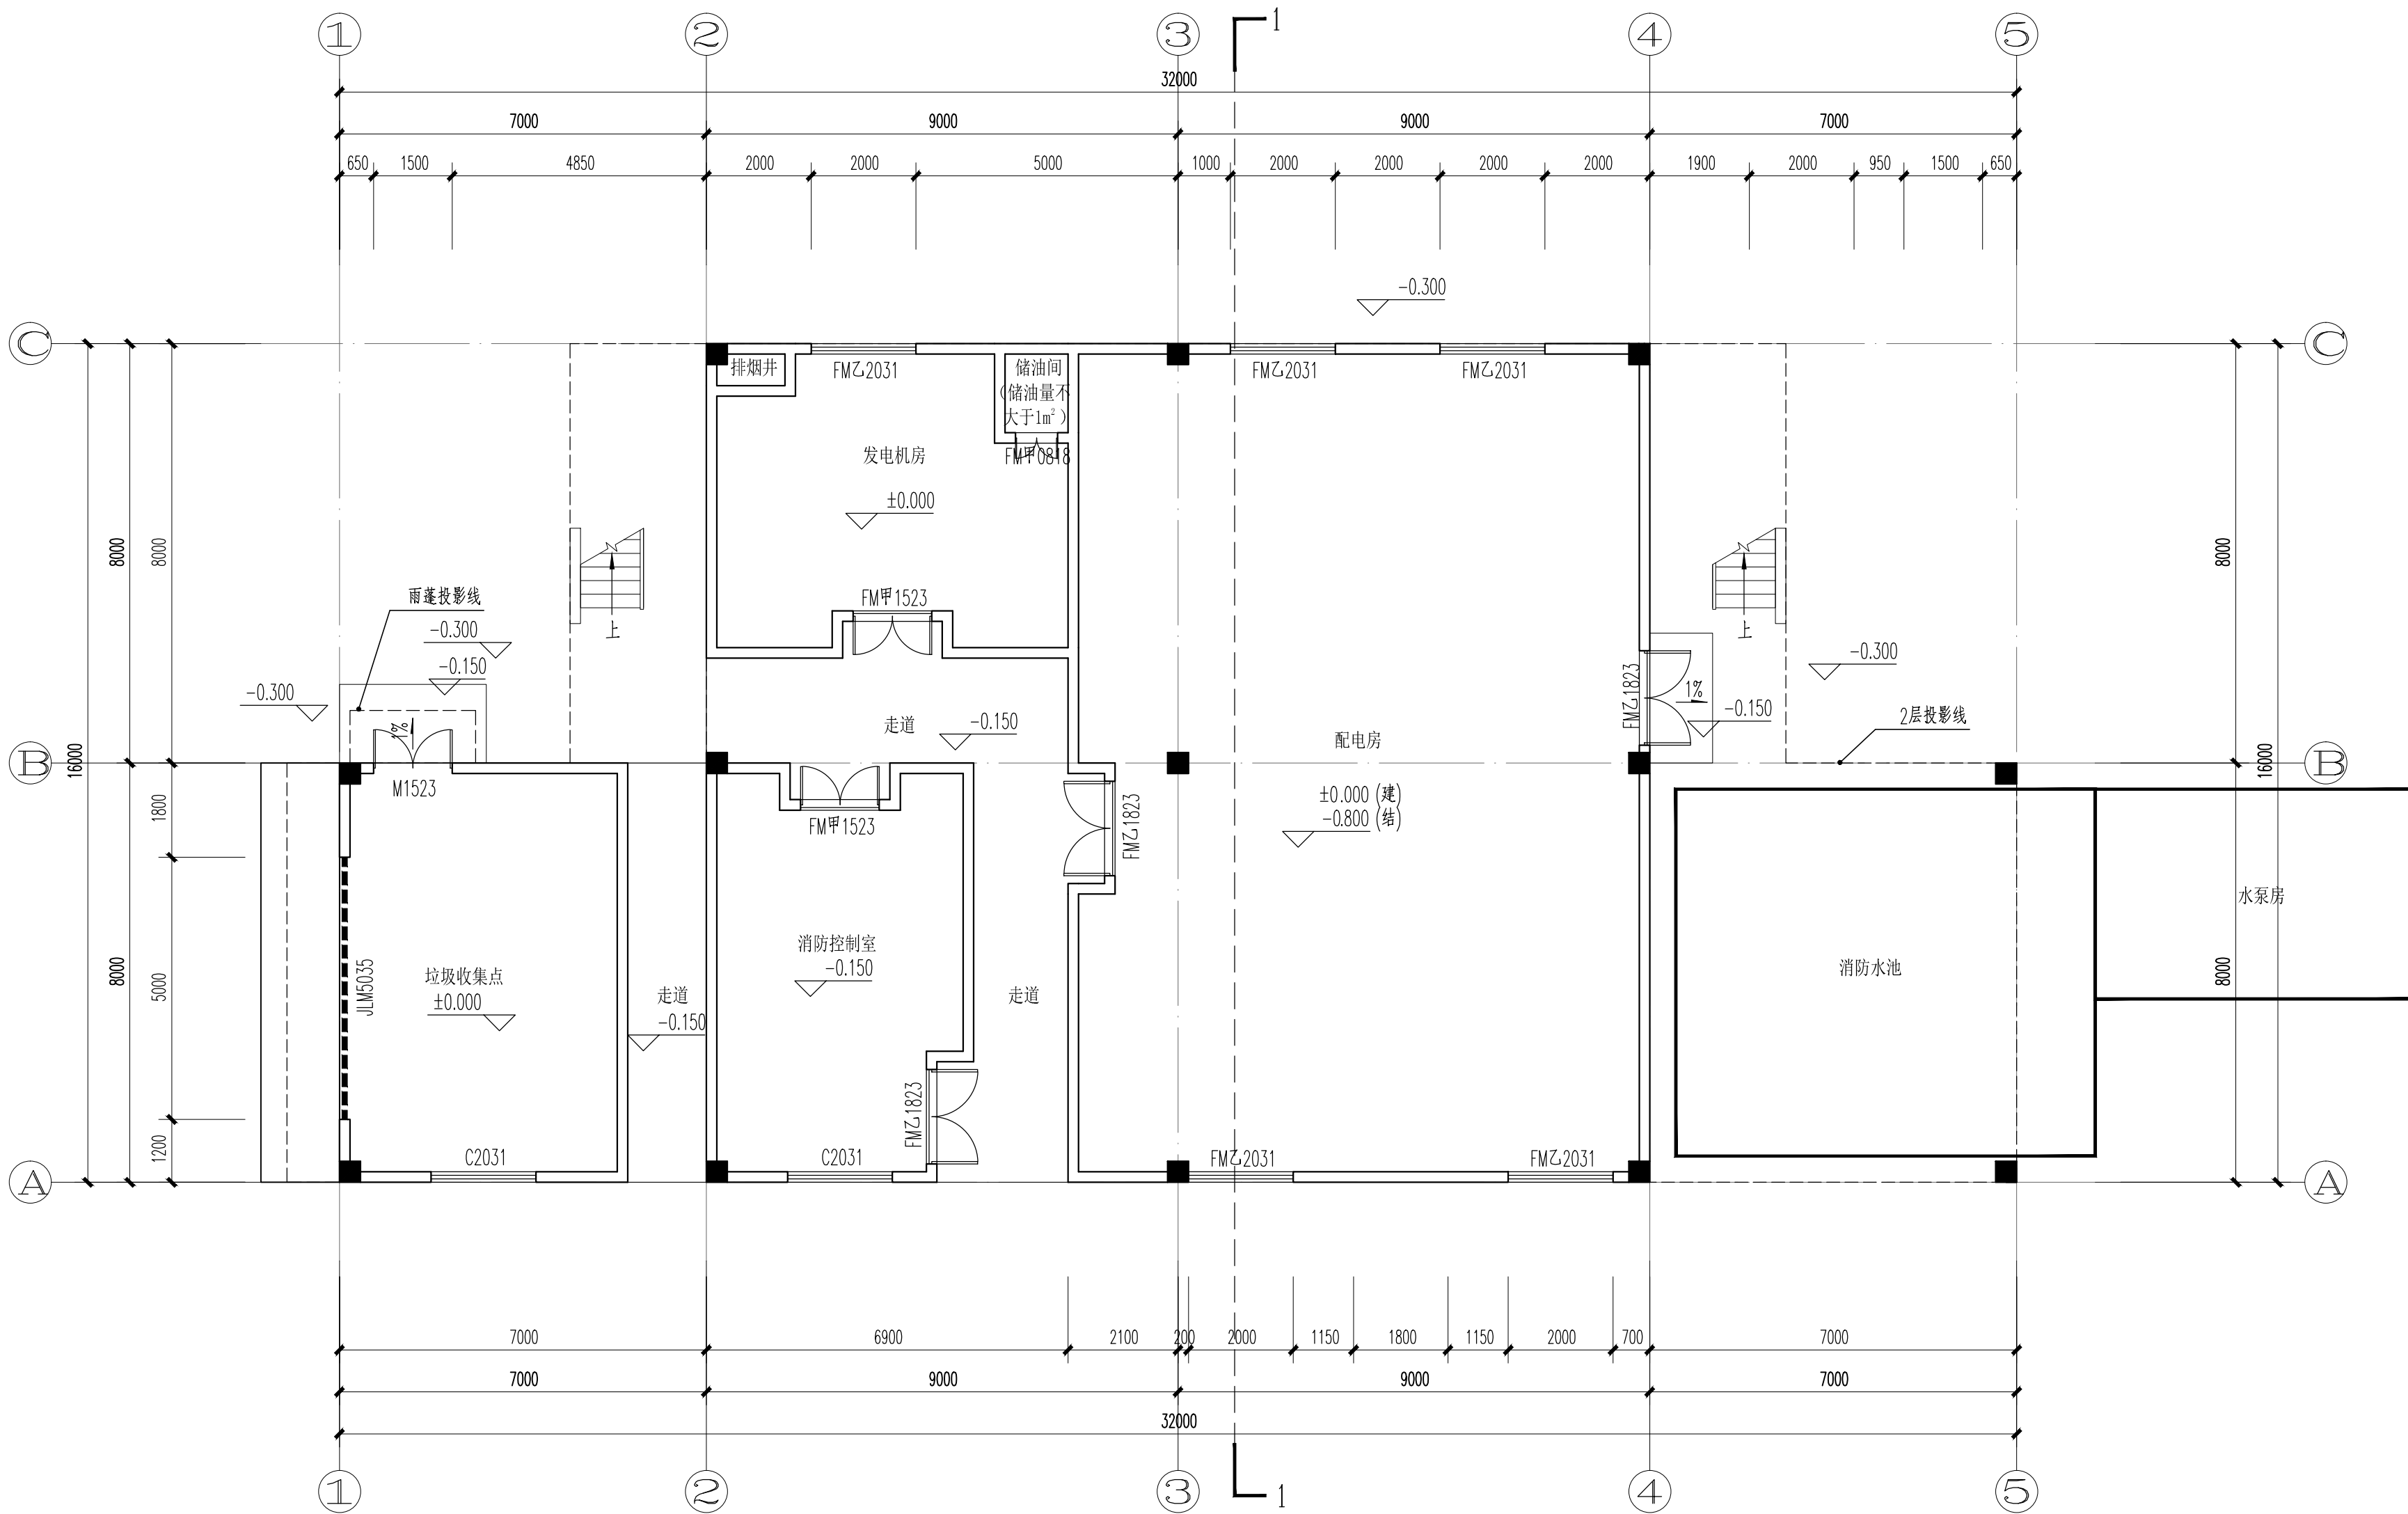 1 2 3 1 4 5
32000
7000 9000 9000 7000
650 1500 4850 2000 2000 5000 1000 2000 2000 2000 2000 1900 2000 950 1500 650
-0.300
C C
排烟井 FM乙2031 储油间 FM乙2031 FM乙2031
(储油量不
大于1m²)
发电机房 FM甲0818
±0.000
8000 8000 8000
雨蓬投影线 FM甲1523
上 上
-0.300 -0.300
-0.150
-0.300 1% FM乙1823 1% -0.150
走道 -0.150 2层投影线
配电房
B 16000 16000 B
M1523
±0.000 (建)
-0.800 (结)
1800 FM甲1523 FM乙1823
水泵房
8000 5000 JLM5035 消防控制室 8000
垃圾收集点 -0.150 消防水池
±0.000 走道 走道
-0.150
1200 FM乙1823
C2031 C2031 FM乙2031 FM乙2031
A A
7000 6900 2100 200 2000 1150 1800 1150 2000 700 7000
7000 9000 9000 7000
32000
1 2 3 1 4 5